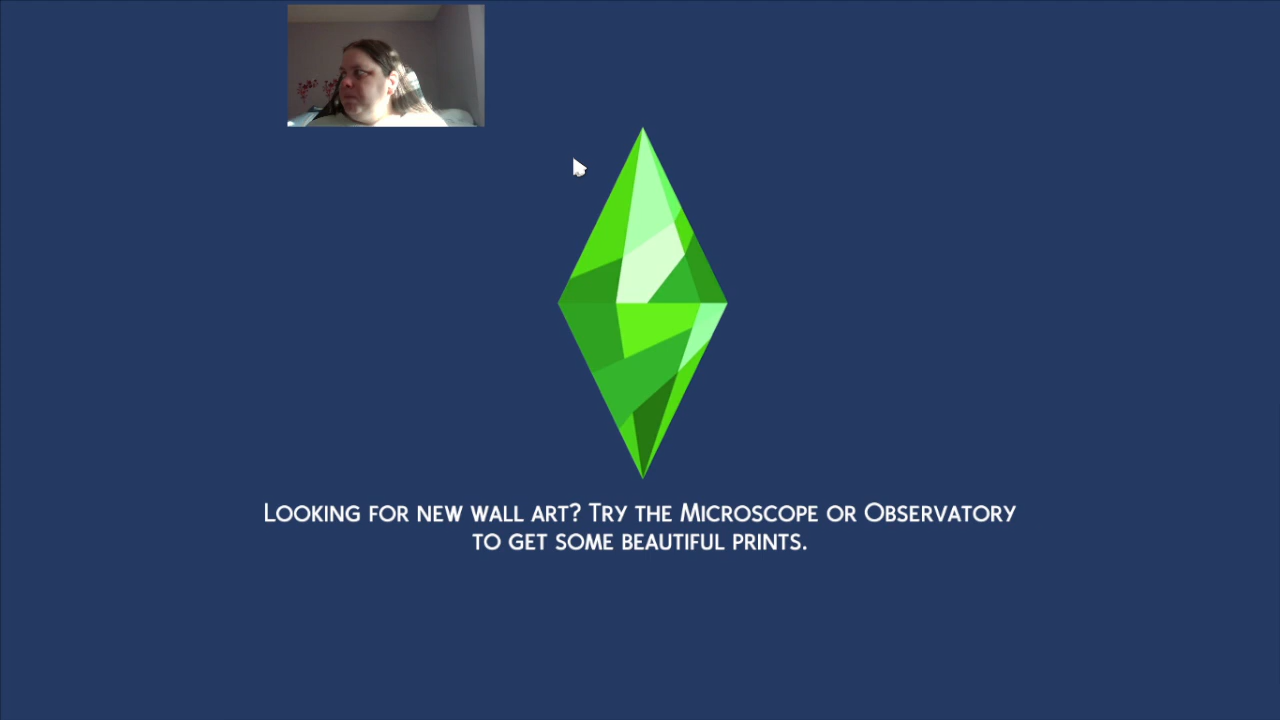 Looking for new wall art? Try the Microscope or Observatory
to get some beautiful prints.